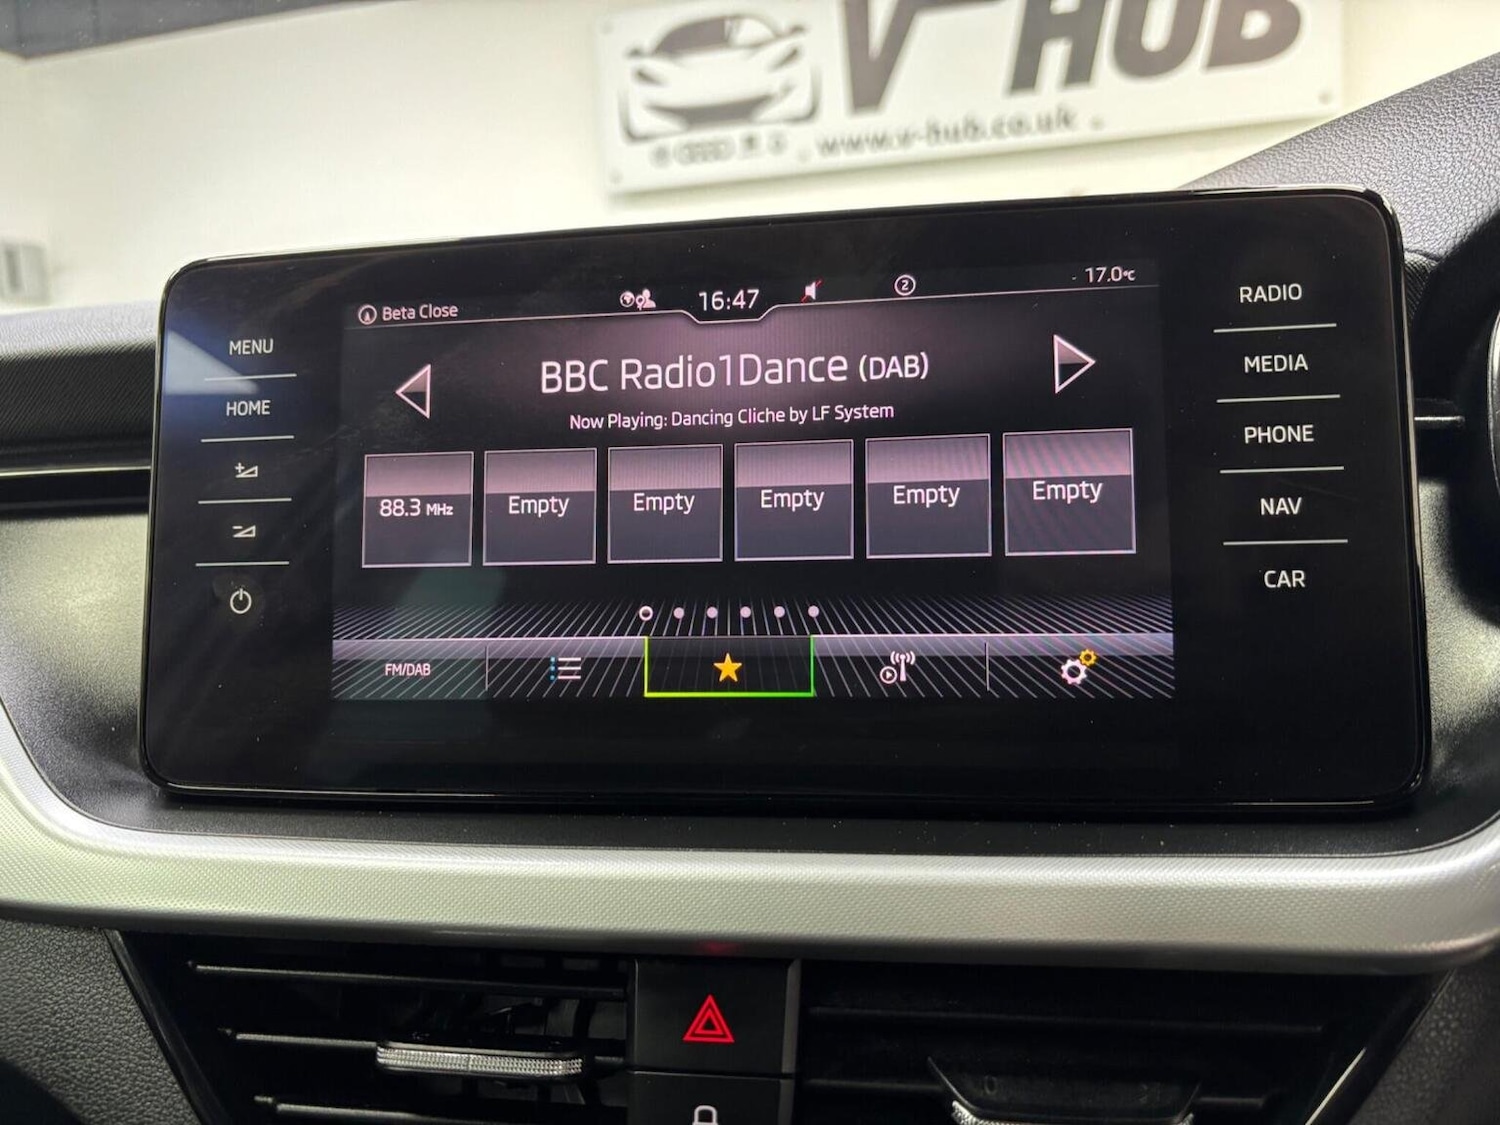 V HUB
www.v-hub.co.uk
Beta Close
16:47
2
17.0°C
MENU
HOME
RADIO
MEDIA
PHONE
NAV
CAR
BBC Radio1Dance (DAB)
Now Playing: Dancing Cliche by LF System
88.3 MHz
Empty
Empty
Empty
Empty
Empty
FM/DAB